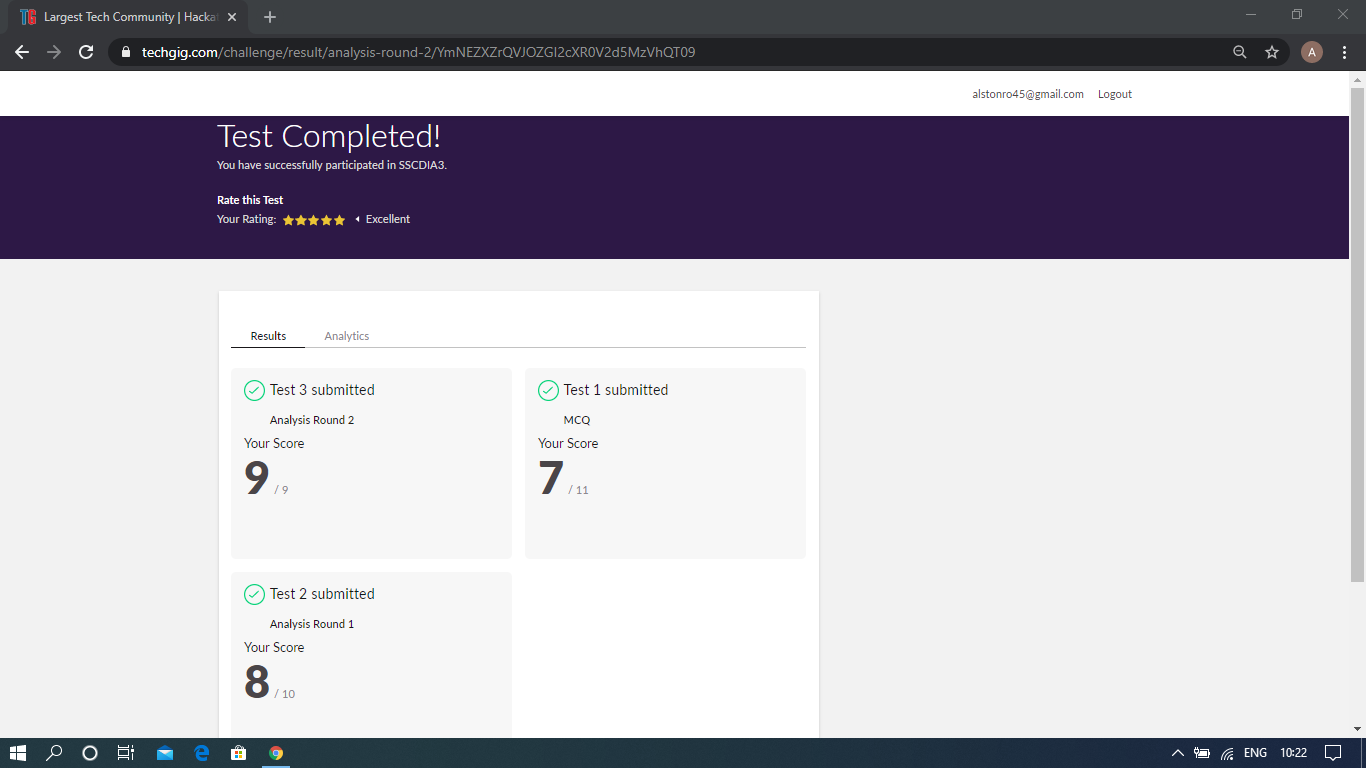 Largest Tech Community | Hacka
techgig.com/challenge/result/analysis-round-2/YmNEZXZrQVJOZGI2cXR0V2d5MzVhQT09
A
alstonro45@gmail.com Logout
Test Completed!
You have successfully participated in SSCDIA3.
Rate this Test
Your Rating: Excellent
Results Analytics
Test 3 submitted
Analysis Round 2
Your Score
9 / 9
Test 1 submitted
MCQ
Your Score
7 / 11
Test 2 submitted
Analysis Round 1
Your Score
8 / 10
ENG 10:22